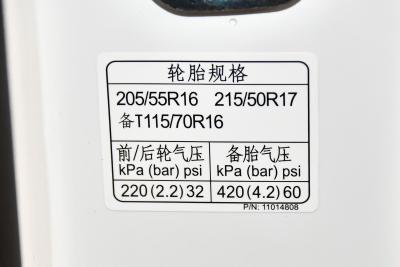 轮胎规格
205/55R16 215/50R17
备T115/70R16
前/后轮气压 备胎气压
kPa (bar) psi kPa (bar) psi
220 (2.2) 32 420 (4.2) 60
P/N: 11014808